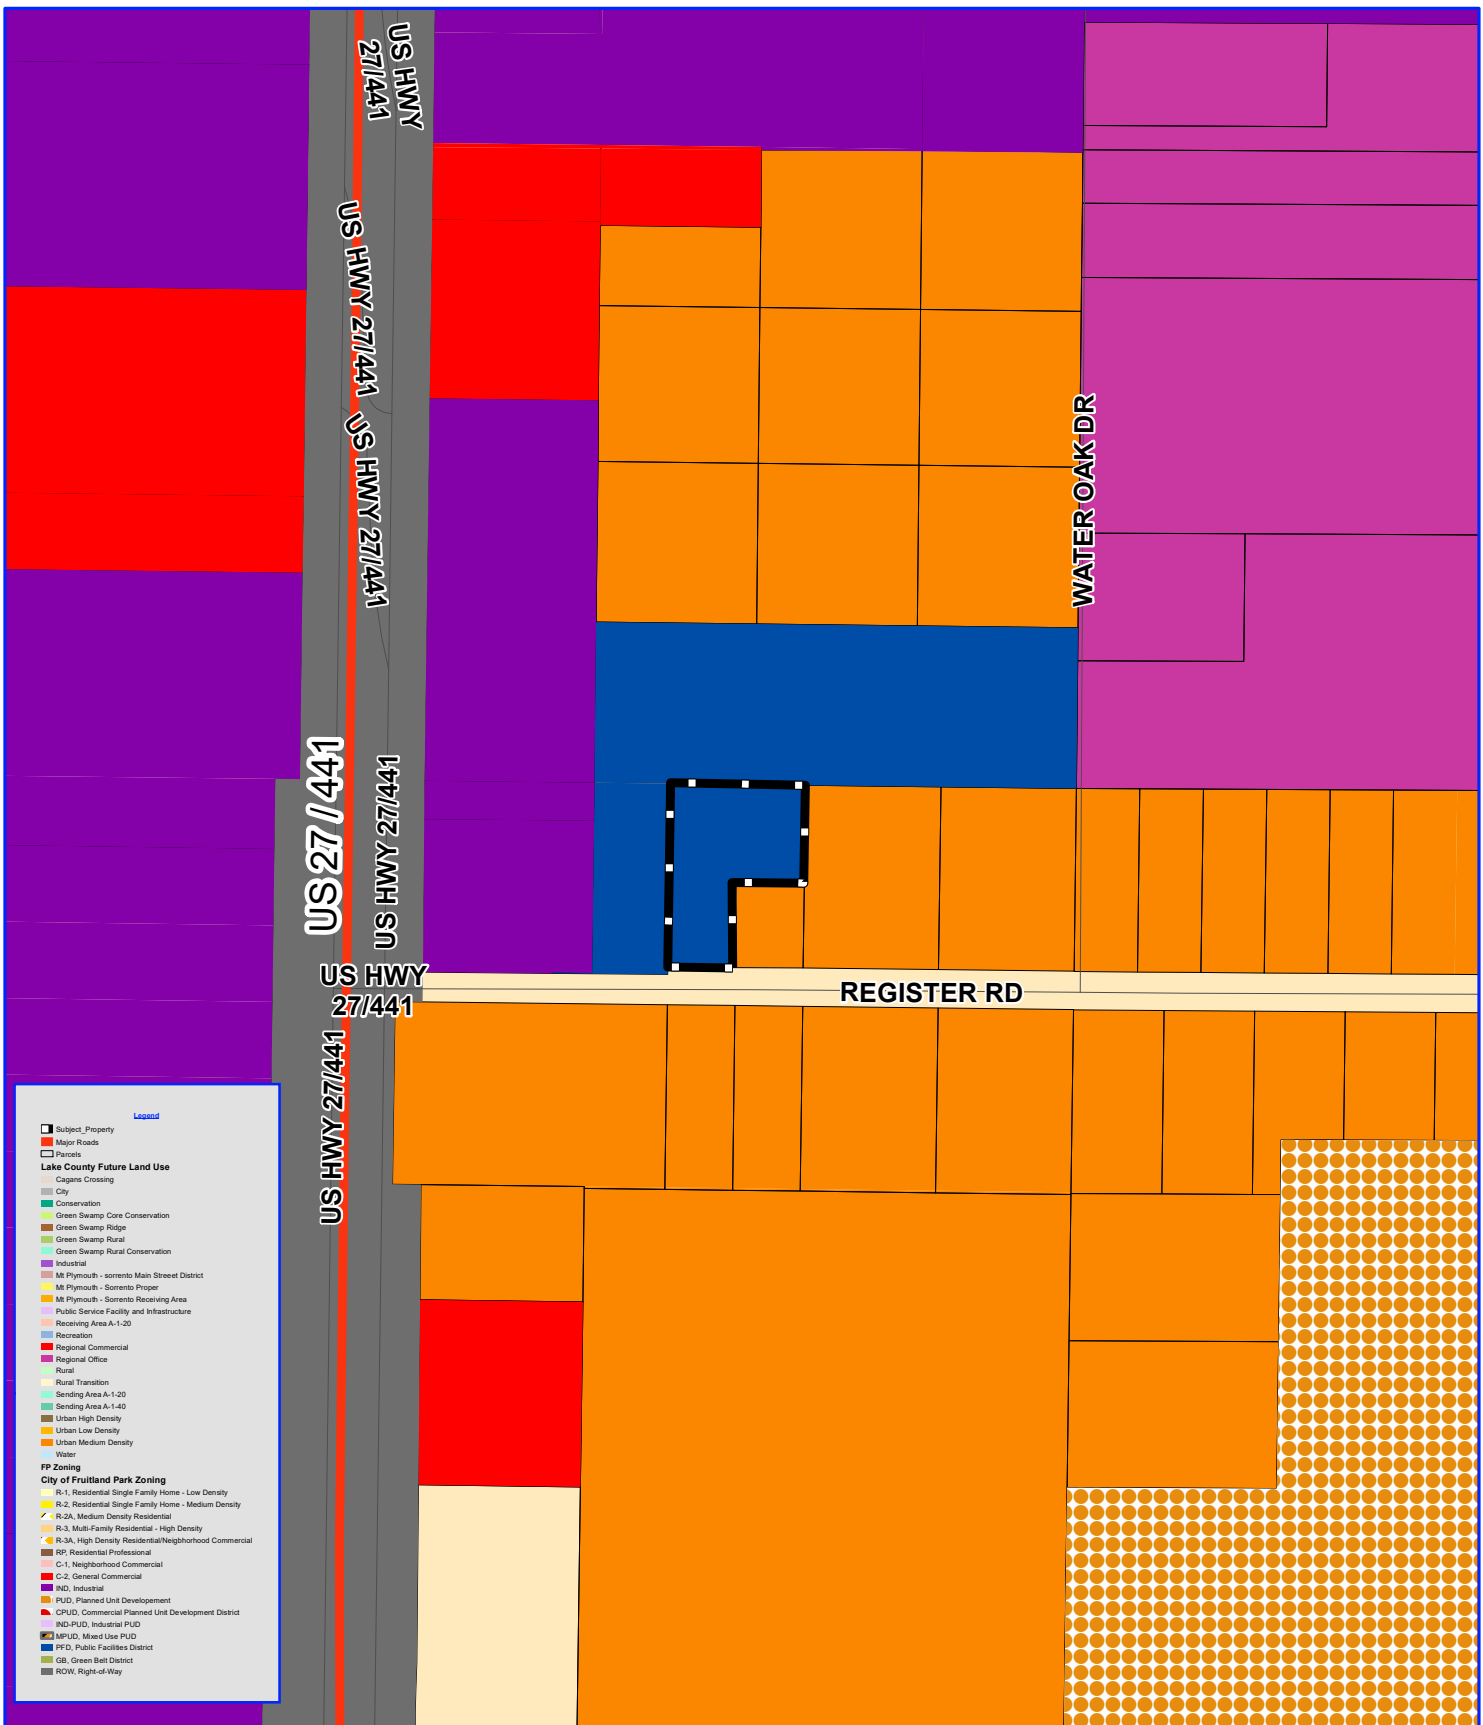 US HWY
27/441
US HWY 27/441
US HWY 27/441
WATER OAK DR
US 27 / 441
US HWY 27/441
US HWY
27/441
REGISTER RD
US HWY 27/441
Legend
Subject_Property
Major Roads
Parcels
Lake County Future Land Use
Cagans Crossing
City
Conservation
Green Swamp Core Conservation
Green Swamp Ridge
Green Swamp Rural
Green Swamp Rural Conservation
Industrial
Mt Plymouth - sorrento Main Streeet District
Mt Plymouth - Sorrento Proper
Mt Plymouth - Sorrento Receiving Area
Public Service Facility and Infrastructure
Receiving Area A-1-20
Recreation
Regional Commercial
Regional Office
Rural
Rural Transition
Sending Area A-1-20
Sending Area A-1-40
Urban High Density
Urban Low Density
Urban Medium Density
Water
FP Zoning
City of Fruitland Park Zoning
R-1, Residential Single Family Home - Low Density
R-2, Residential Single Family Home - Medium Density
R-2A, Medium Density Residential
R-3, Multi-Family Residential - High Density
R-3A, High Density Residential/Neigbhorhood Commercial
RP, Residential Professional
C-1, Neighborhood Commercial
C-2, General Commercial
IND, Industrial
PUD, Planned Unit Developement
CPUD, Commercial Planned Unit Development District
IND-PUD, Industrial PUD
MPUD, Mixed Use PUD
PFD, Public Facilities District
GB, Green Belt District
ROW, Right-of-Way